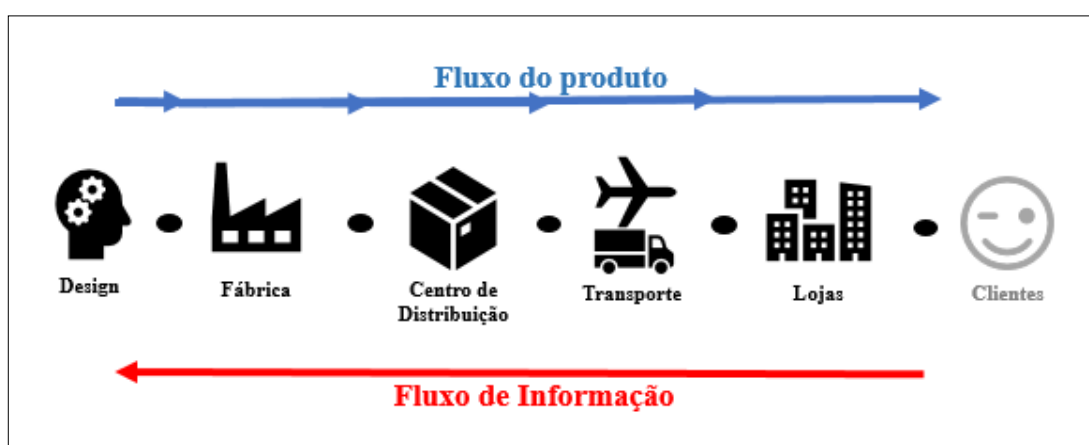 Fluxo do produto
Design
Fábrica
Centro de
Distribuição
Transporte
Lojas
Clientes
Fluxo de Informação